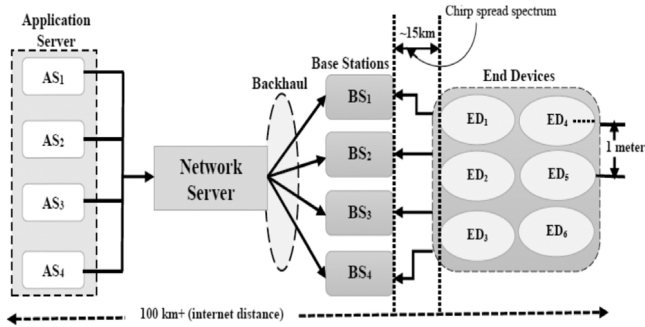 Application
Server
AS1
AS2
AS3
AS4
Network
Server
Backhaul
Base Stations
BS1
BS2
BS3
BS4
~15km
Chirp spread spectrum
End Devices
ED1
ED4
ED2
ED5
ED3
ED6
1 meter
100 km+ (internet distance)